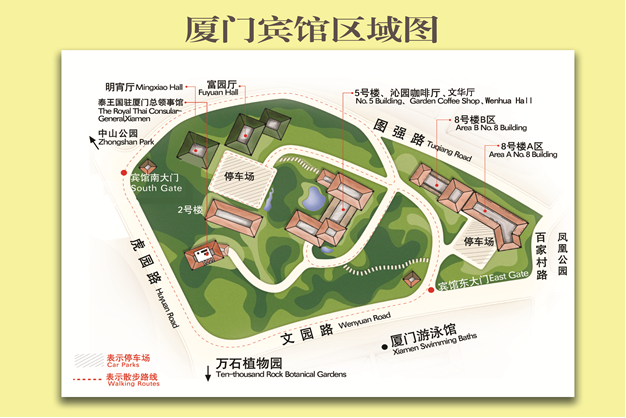 厦门宾馆区域图
明宵厅 Mingxiao Hall
富园厅
Fuyuan Hall
泰王国驻厦门总领事馆
The Royal Thai Consular-
General,Xiamen
5号楼、沁园咖啡厅、文华厅
No. 5 Building、Garden Coffee Shop、Wenhua Hall
8号楼B区
Area B No. 8 Building
8号楼A区
Area A No. 8 Building
中山公园
Zhongshan Park
图强路 Tuqiang Road
宾馆南大门
South Gate
停车场
2号楼
停车场
百家村路
凤凰公园
虎园路 Huyuan Road
宾馆东大门 East Gate
文园路 Wenyuan Road
厦门游泳馆
Xiamen Swimming Baths
万石植物园
Ten-thousand Rock Botanical Gardens
表示停车场
Car Parks
表示散步路线
Walking Routes